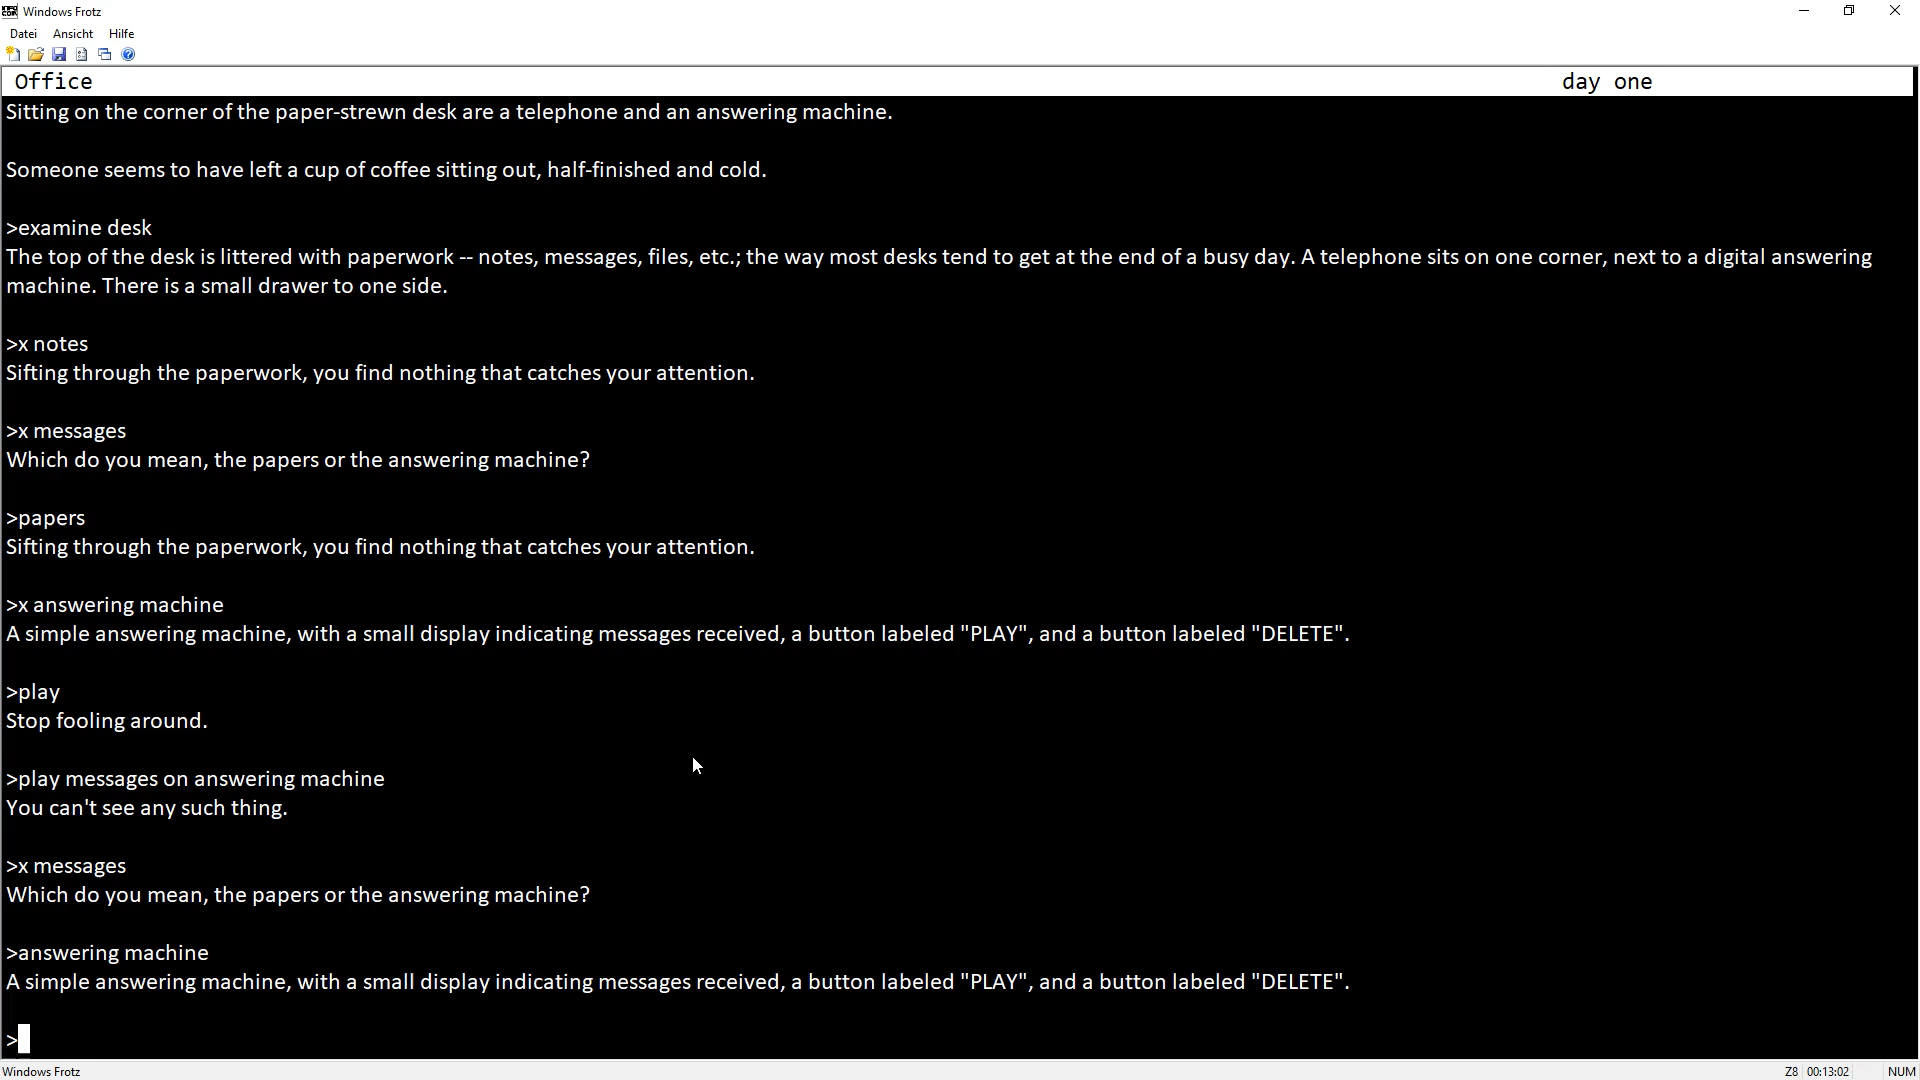 Windows Frotz
Datei Ansicht Hilfe
Office day one
Sitting on the corner of the paper-strewn desk are a telephone and an answering machine.
Someone seems to have left a cup of coffee sitting out, half-finished and cold.
>examine desk
The top of the desk is littered with paperwork -- notes, messages, files, etc.; the way most desks tend to get at the end of a busy day. A telephone sits on one corner, next to a digital answering
machine. There is a small drawer to one side.
>x notes
Sifting through the paperwork, you find nothing that catches your attention.
>x messages
Which do you mean, the papers or the answering machine?
>papers
Sifting through the paperwork, you find nothing that catches your attention.
>x answering machine
A simple answering machine, with a small display indicating messages received, a button labeled "PLAY", and a button labeled "DELETE".
>play
Stop fooling around.
>play messages on answering machine
You can't see any such thing.
>x messages
Which do you mean, the papers or the answering machine?
>answering machine
A simple answering machine, with a small display indicating messages received, a button labeled "PLAY", and a button labeled "DELETE".
>
Windows Frotz Z8 00:13:02 NUM